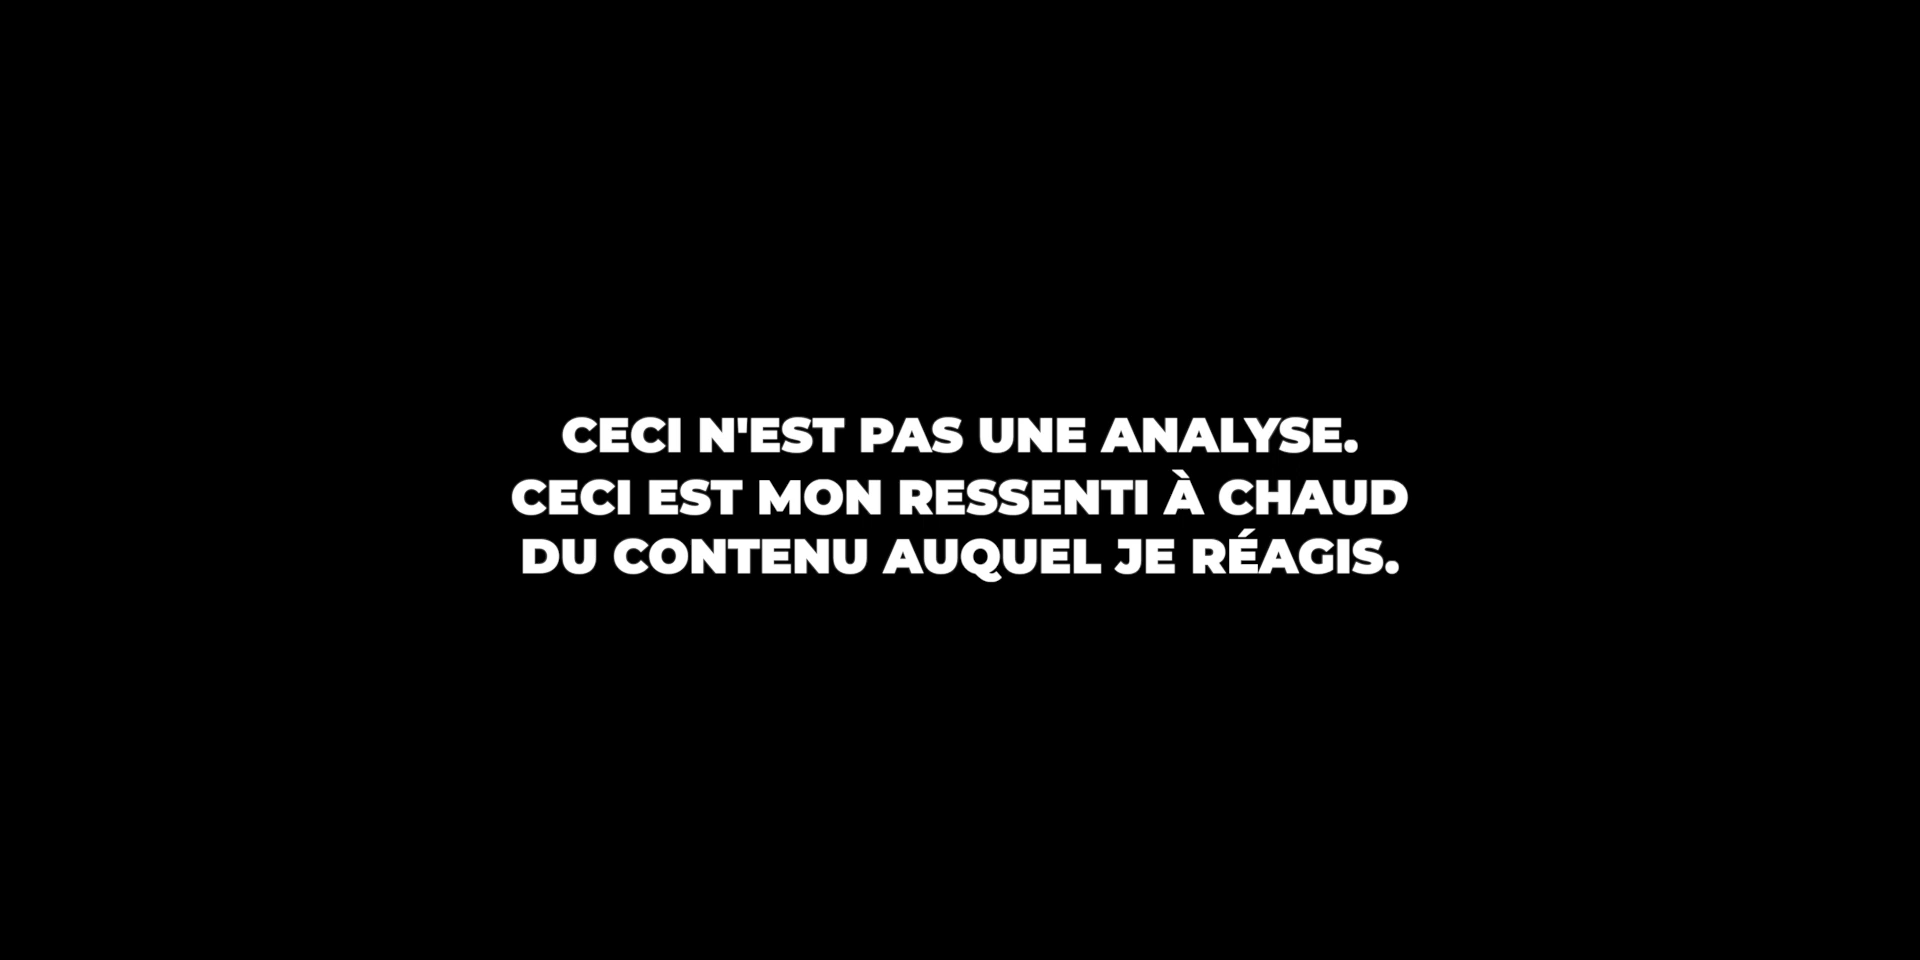 CECI N'EST PAS UNE ANALYSE.
CECI EST MON RESSENTI À CHAUD
DU CONTENU AUQUEL JE RÉAGIS.